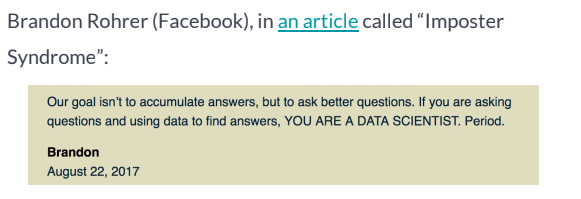 Brandon Rohrer (Facebook), in an article called “Imposter
Syndrome”:
Our goal isn't to accumulate answers, but to ask better questions. If you are asking
questions and using data to find answers, YOU ARE A DATA SCIENTIST. Period.
Brandon
August 22, 2017